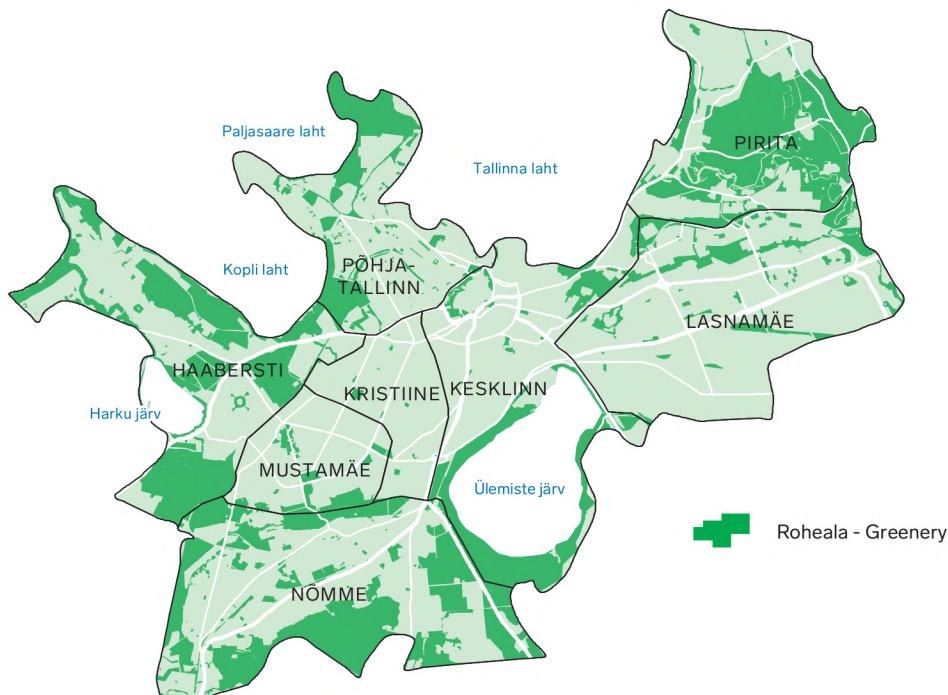 Paljasaare laht
Tallinna laht
PIRITA
Kopli laht
PÕHJA-
TALLINN
LASNAMÄE
HAABERSTI
KRISTIINE
KESKLINN
Harku järv
MUSTAMÄE
Ülemiste järv
Roheala - Greenery
NÕMME